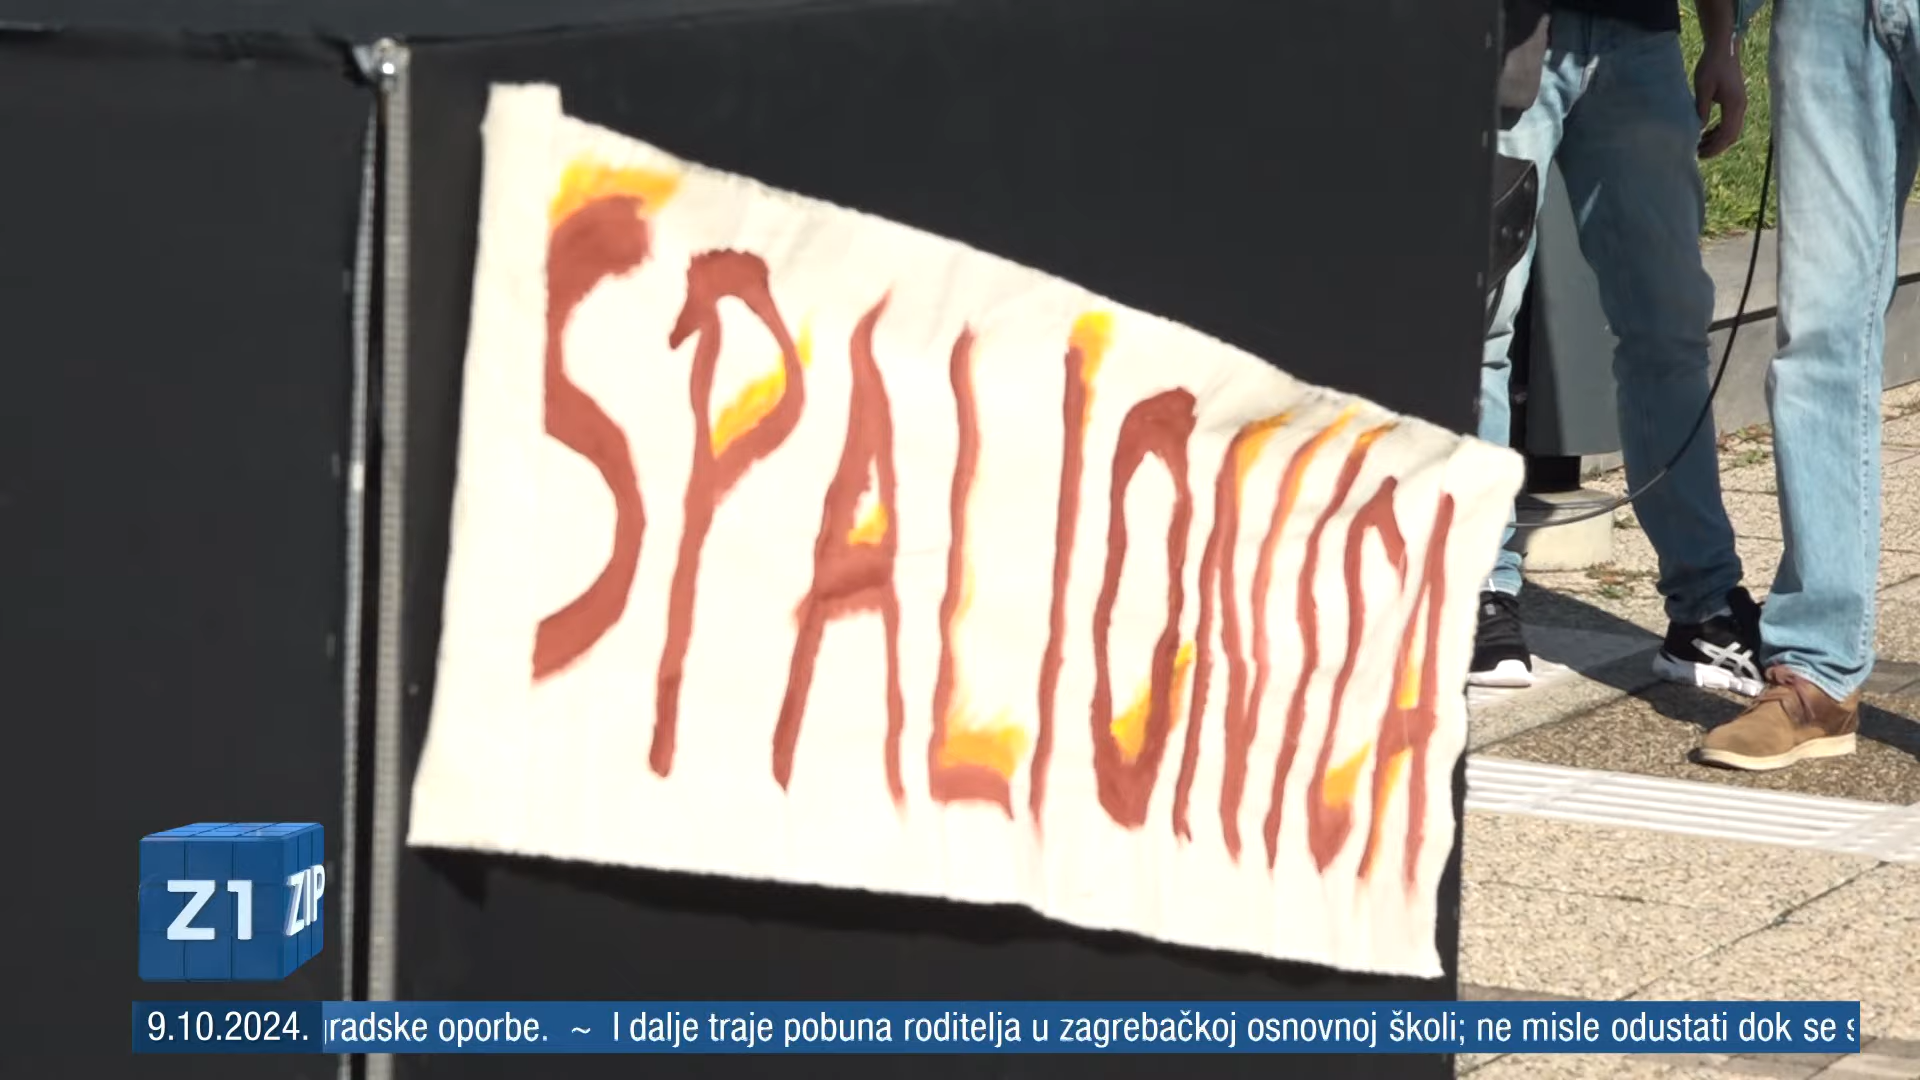 SPALIONICA
Z1
ZIP
9.10.2024.
gradske oporbe. ~ I dalje traje pobuna roditelja u zagrebačkoj osnovnoj školi; ne misle odustati dok se s